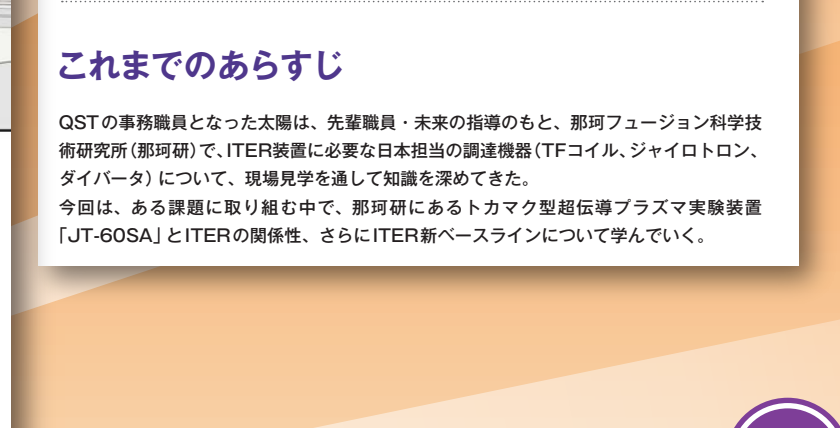 これまでのあらすじ
QSTの事務職員となった太陽は、先輩職員・未来の指導のもと、那珂フュージョン科学技
術研究所（那珂研）で、ITER装置に必要な日本担当の調達機器（TFコイル、ジャイロトロン、
ダイバータ）について、現場見学を通して知識を深めてきた。
今回は、ある課題に取り組む中で、那珂研にあるトカマク型超伝導プラズマ実験装置
「JT-60SA」とITERの関係性、さらにITER新ベースラインについて学んでいく。